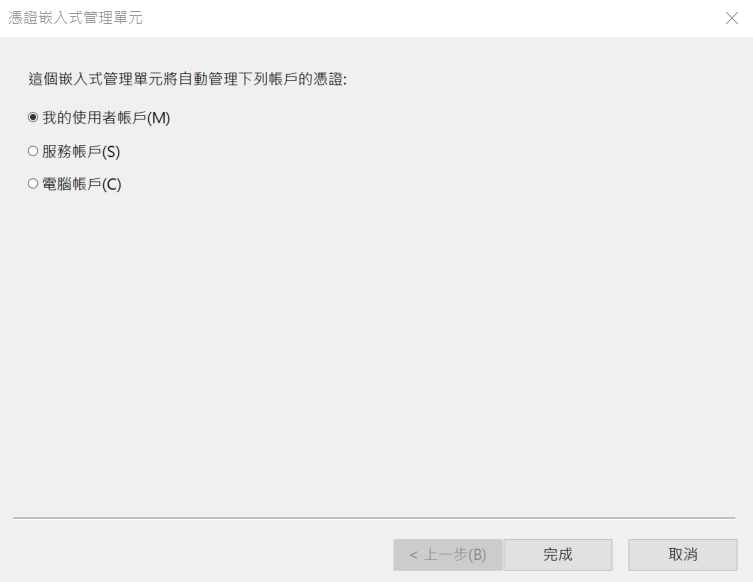 憑證嵌入式管理單元
這個嵌入式管理單元將自動管理下列帳戶的憑證:
我的使用者帳戶(M)
服務帳戶(S)
電腦帳戶(C)
< 上一步(B) 完成 取消